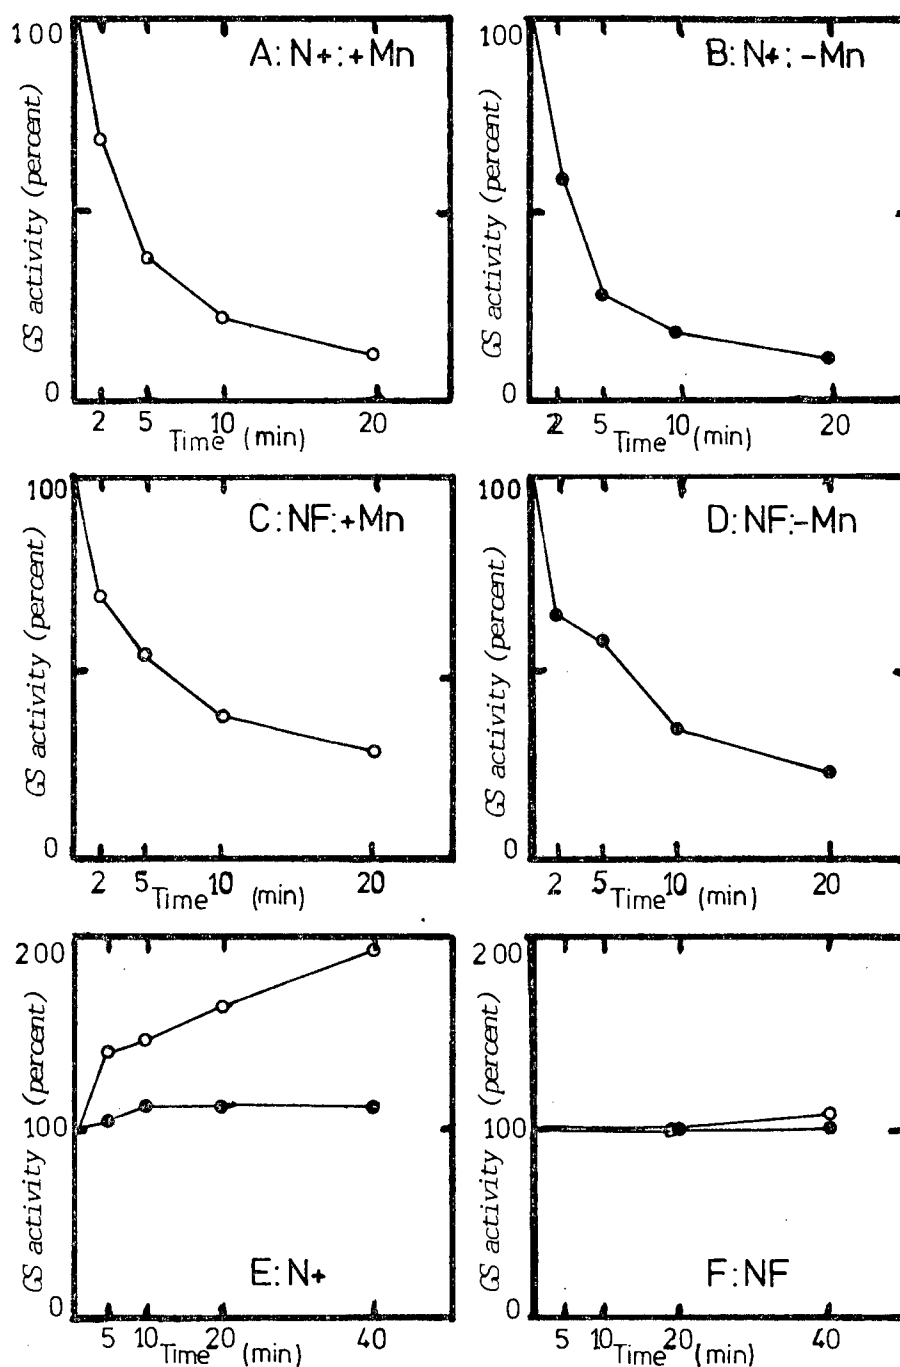 100
A: N+:+Mn
GS activity (percent)
0
2 5 10 20
Time (min)
100
B: N+:-Mn
GS activity (percent)
0
2 5 10 20
Time (min)
100
C: NF:+Mn
GS activity (percent)
0
2 5 10 20
Time (min)
100
D: NF:-Mn
GS activity (percent)
0
2 5 10 20
Time (min)
200
100
GS activity (percent)
0
E: N+
5 10 20 40
Time (min)
200
100
GS activity (percent)
0
F: NF
5 10 20 40
Time (min)